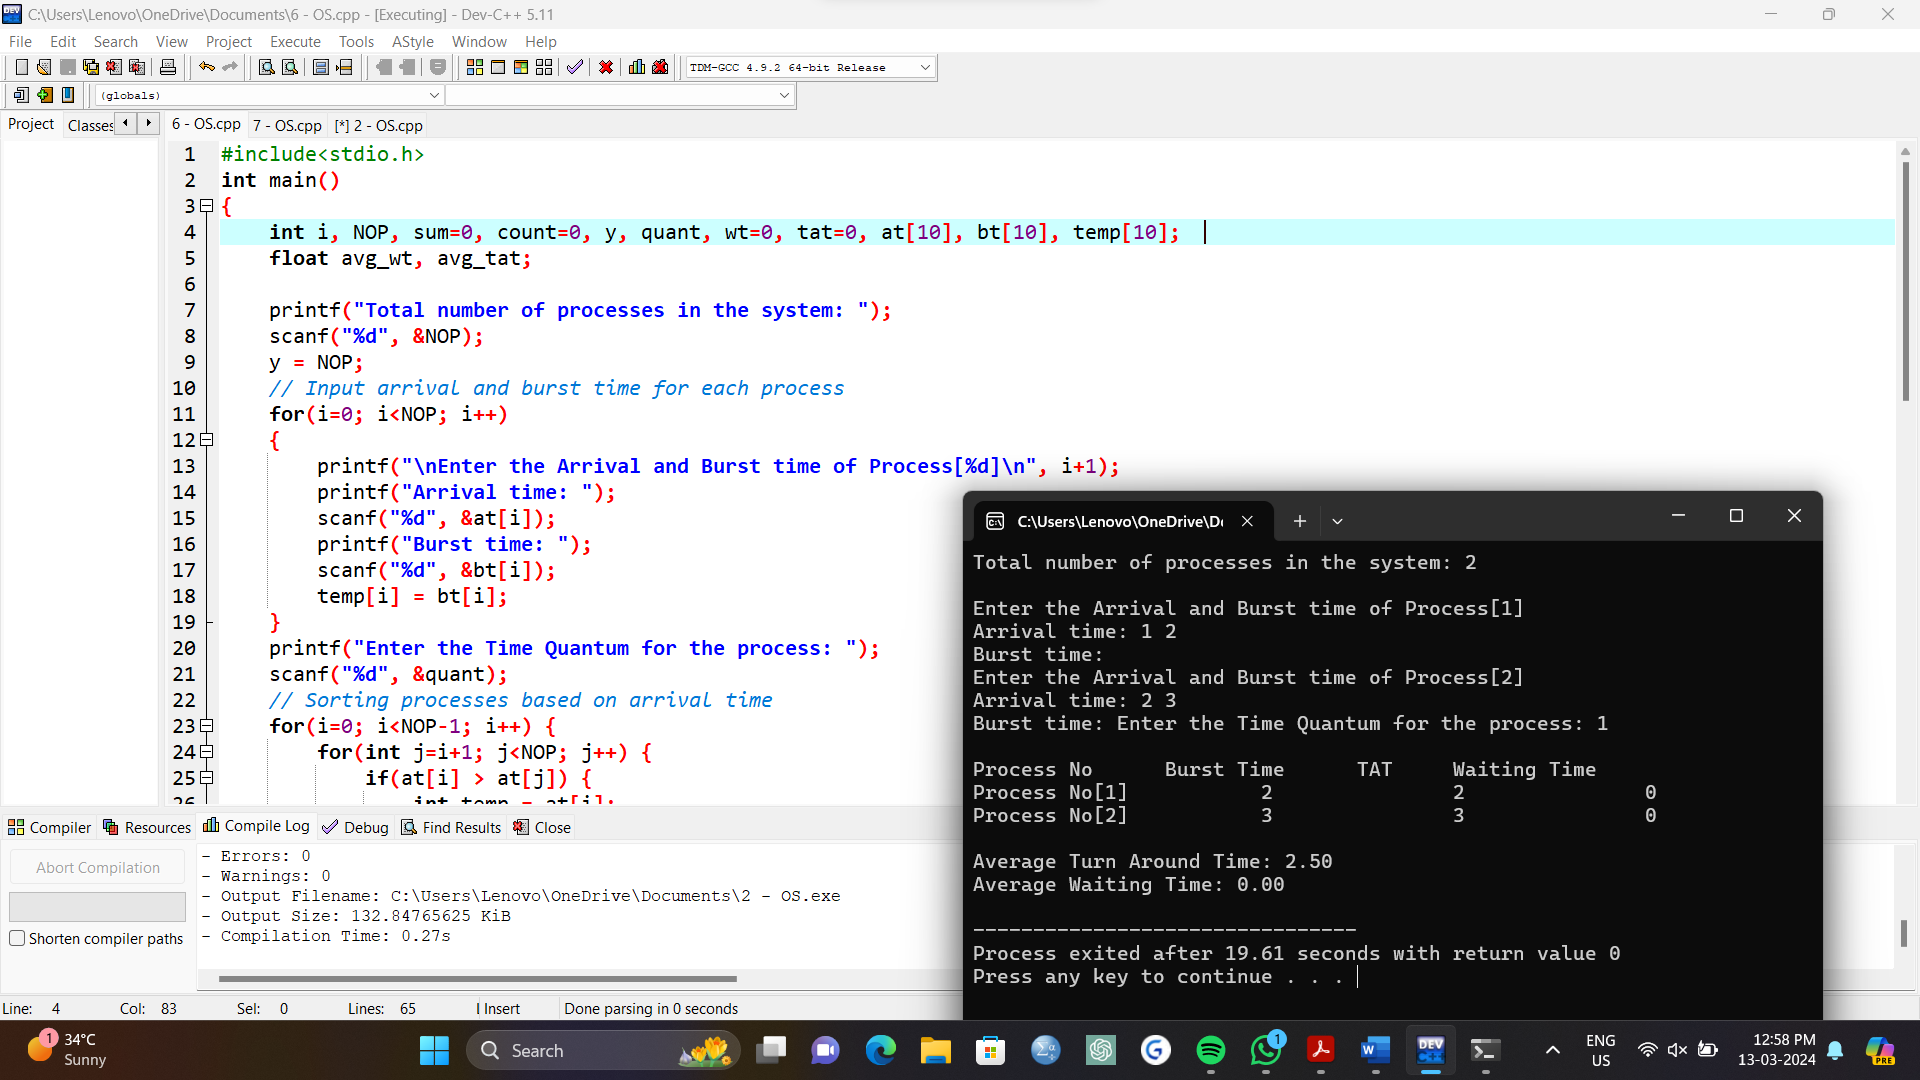 C:\Users\Lenovo\OneDrive\Documents\6 - OS.cpp - [Executing] - Dev-C++ 5.11
File Edit Search View Project Execute Tools AStyle Window Help
TDM-GCC 4.9.2 64-bit Release
(globals)
Project Classes 6 - OS.cpp 7 - OS.cpp [*] 2 - OS.cpp
1 #include<stdio.h>
2 int main()
3 {
4 int i, NOP, sum=0, count=0, y, quant, wt=0, tat=0, at[10], bt[10], temp[10];
5 float avg_wt, avg_tat;
6
7 printf("Total number of processes in the system: ");
8 scanf("%d", &NOP);
9 y = NOP;
10 // Input arrival and burst time for each process
11 for(i=0; i<NOP; i++)
12 {
13 printf("\nEnter the Arrival and Burst time of Process[%d]\n", i+1);
14 printf("Arrival time: ");
15 scanf("%d", &at[i]);
16 printf("Burst time: ");
17 scanf("%d", &bt[i]);
18 temp[i] = bt[i];
19 }
20 printf("Enter the Time Quantum for the process: ");
21 scanf("%d", &quant);
22 // Sorting processes based on arrival time
23 for(i=0; i<NOP-1; i++) {
24 for(int j=i+1; j<NOP; j++) {
25 if(at[i] > at[j]) {
26 int temp = at[i];
C:\Users\Lenovo\OneDrive\D
Total number of processes in the system: 2
Enter the Arrival and Burst time of Process[1]
Arrival time: 1 2
Burst time:
Enter the Arrival and Burst time of Process[2]
Arrival time: 2 3
Burst time: Enter the Time Quantum for the process: 1
Process No Burst Time TAT Waiting Time
Process No[1] 2 2 0
Process No[2] 3 3 0
Average Turn Around Time: 2.50
Average Waiting Time: 0.00
--------------------------------
Process exited after 19.61 seconds with return value 0
Press any key to continue . . .
Compiler Resources Compile Log Debug Find Results Close
Abort Compilation
Shorten compiler paths
- Errors: 0
- Warnings: 0
- Output Filename: C:\Users\Lenovo\OneDrive\Documents\2 - OS.exe
- Output Size: 132.84765625 KiB
- Compilation Time: 0.27s
Line: 4 Col: 83 Sel: 0 Lines: 65 Insert Done parsing in 0 seconds
1 34°C
Sunny
Search
1
DEV
C++
ENG
US
12:58 PM
13-03-2024
PRE